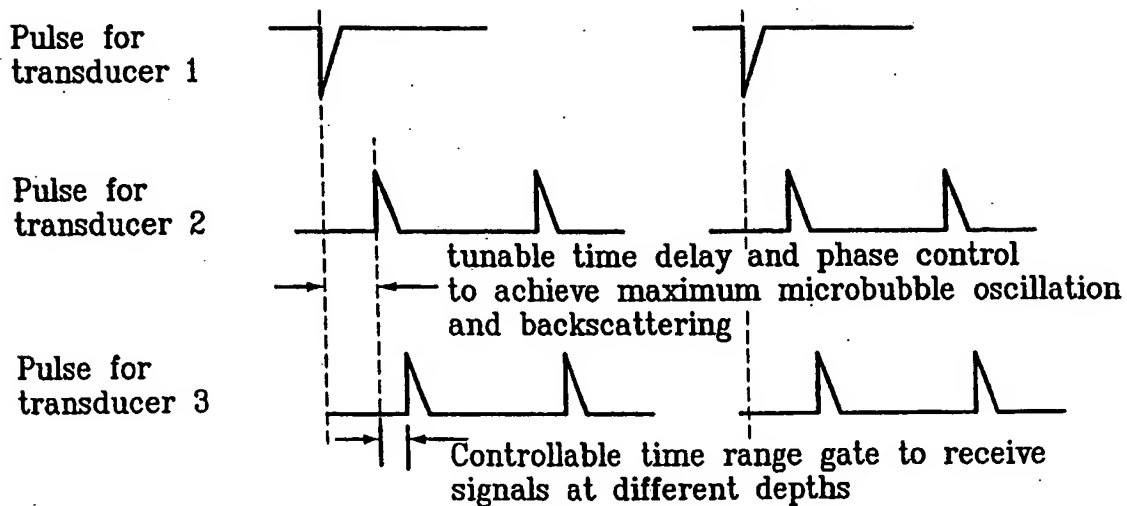 Pulse for
transducer 1
Pulse for
transducer 2
tunable time delay and phase control
to achieve maximum microbubble oscillation
and backscattering
Pulse for
transducer 3
Controllable time range gate to receive
signals at different depths